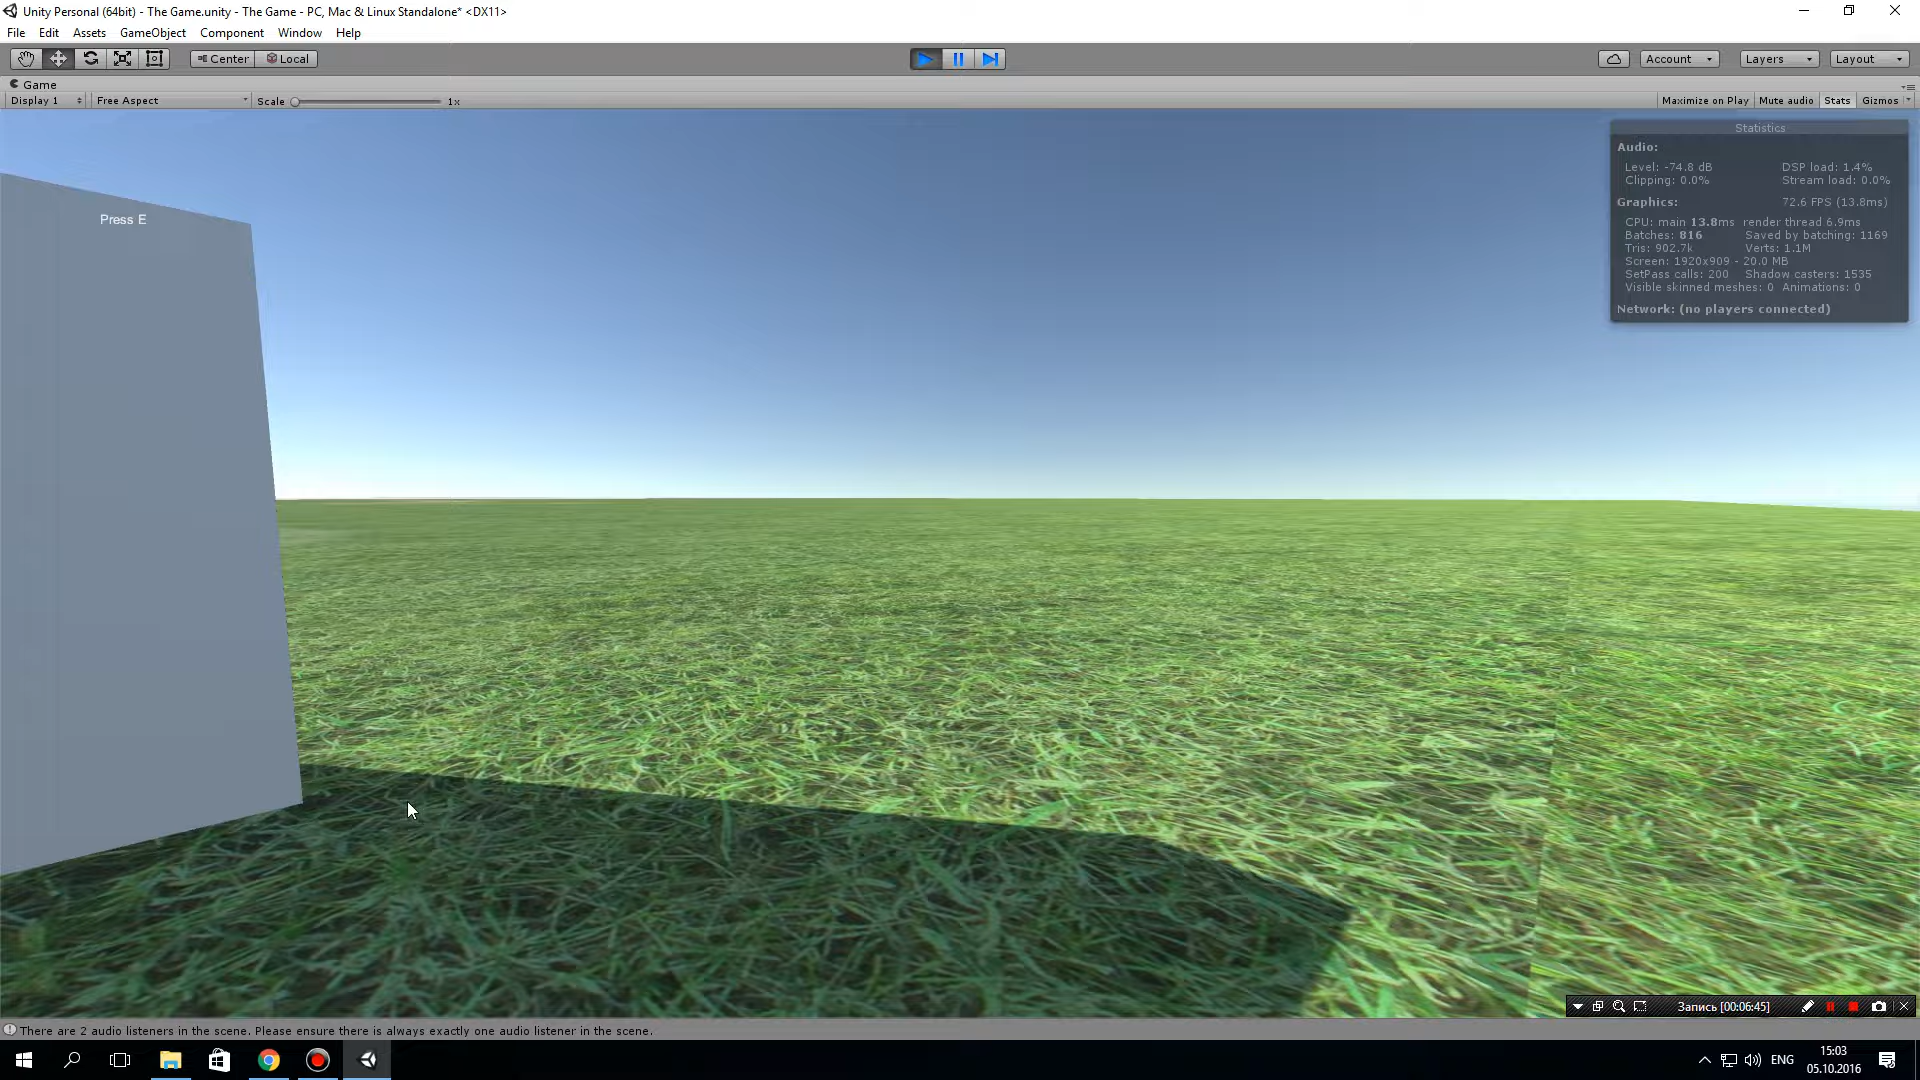 Unity Personal (64bit) - The Game.unity - The Game - PC, Mac & Linux Standalone* <DX11>
File Edit Assets GameObject Component Window Help
Center Local Account Layers Layout
Game
Display 1 Free Aspect Scale 1x Maximize on Play Mute audio Stats Gizmos
Statistics
Audio:
Level: -74.8 dB DSP load: 1.4%
Clipping: 0.0% Stream load: 0.0%
Graphics: 72.6 FPS (13.8ms)
CPU: main 13.8ms render thread 6.9ms
Batches: 816 Saved by batching: 1169
Tris: 902.7k Verts: 1.1M
Screen: 1920x909 - 20.0 MB
SetPass calls: 200 Shadow casters: 1535
Visible skinned meshes: 0 Animations: 0
Network: (no players connected)
Press E
Запись [00:06:45]
There are 2 audio listeners in the scene. Please ensure there is always exactly one audio listener in the scene.
ENG
15:03
05.10.2016